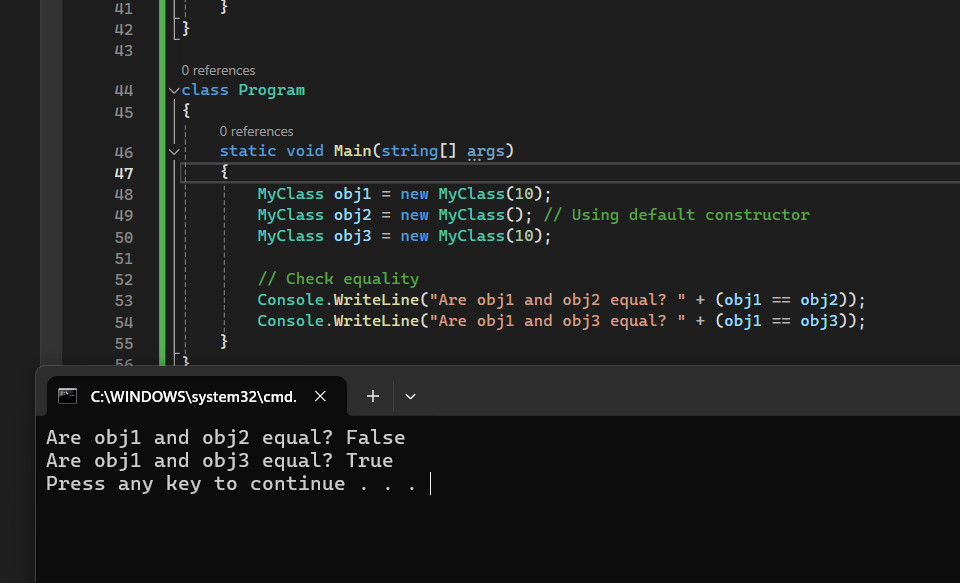 41 }
42 }
43
0 references
44 class Program
45 {
0 references
46 static void Main(string[] args)
47 {
48 MyClass obj1 = new MyClass(10);
49 MyClass obj2 = new MyClass(); // Using default constructor
50 MyClass obj3 = new MyClass(10);
51
52 // Check equality
53 Console.WriteLine("Are obj1 and obj2 equal? " + (obj1 == obj2));
54 Console.WriteLine("Are obj1 and obj3 equal? " + (obj1 == obj3));
55 }
56 }
C:\WINDOWS\system32\cmd.
Are obj1 and obj2 equal? False
Are obj1 and obj3 equal? True
Press any key to continue . . .